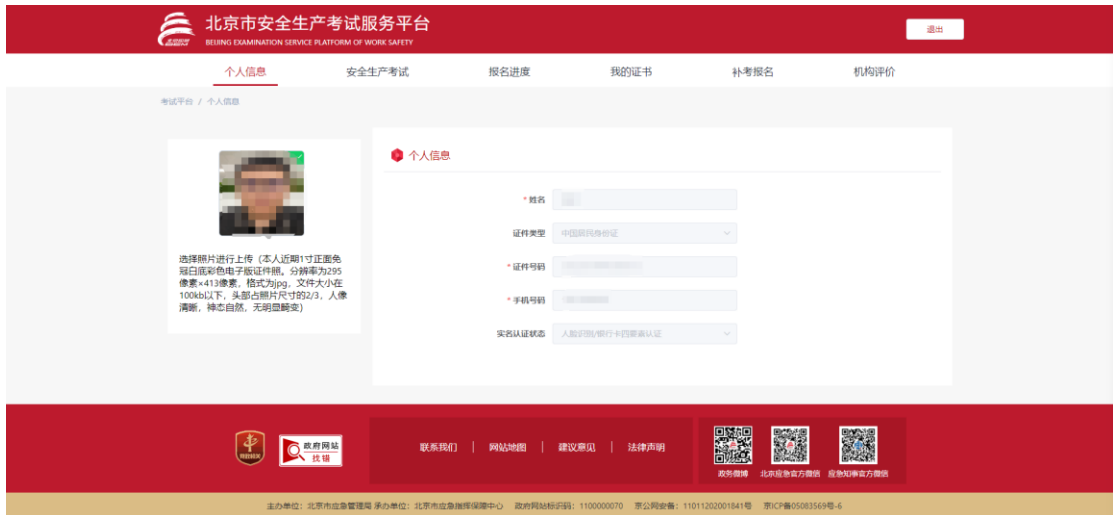 北京市安全生产考试服务平台
BEIJING EXAMINATION SERVICE PLATFORM OF WORK SAFETY
退出
个人信息
安全生产考试
报名进度
我的证书
补考报名
机构评价
考试平台 / 个人信息
个人信息
* 姓名
证件类型 中国居民身份证
* 证件号码
* 手机号码
实名认证状态 人脸识别/银行卡四要素认证
选择照片进行上传（本人近期1寸正面免
冠白底彩色电子版证件照。分辨率为295
像素×413像素，格式为jpg，文件大小在
100kb以下，头部占照片尺寸的2/3，人像
清晰，神态自然，无明显畸变）
政府网站
找错
联系我们 | 网站地图 | 建议意见 | 法律声明
政务微博
北京应急官方微信
应急知事官方微信
主办单位：北京市应急管理局 承办单位：北京市应急指挥保障中心 政府网站标识码：1100000070 京公网安备：11011202001841号 京ICP备05083569号-6